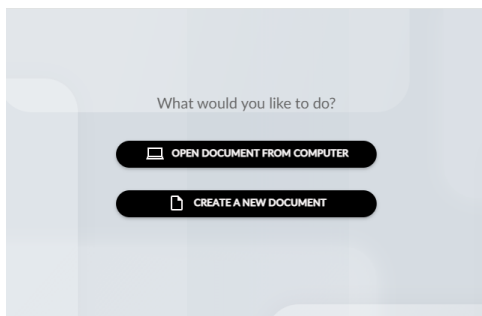 What would you like to do?
OPEN DOCUMENT FROM COMPUTER
CREATE A NEW DOCUMENT